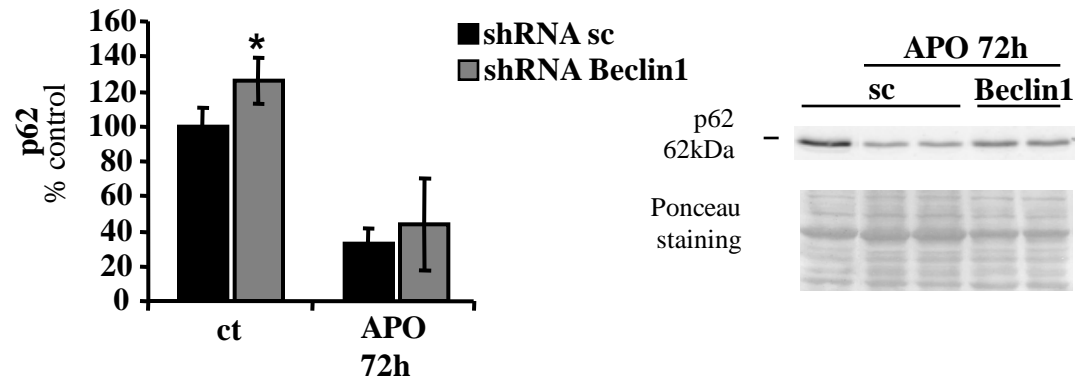 160
140
120
100
80
60
40
20
0
p62
% control
*
ct
APO
72h
shRNA sc
shRNA Beclin1
APO 72h
sc
Beclin1
p62
62kDa
Ponceau
staining